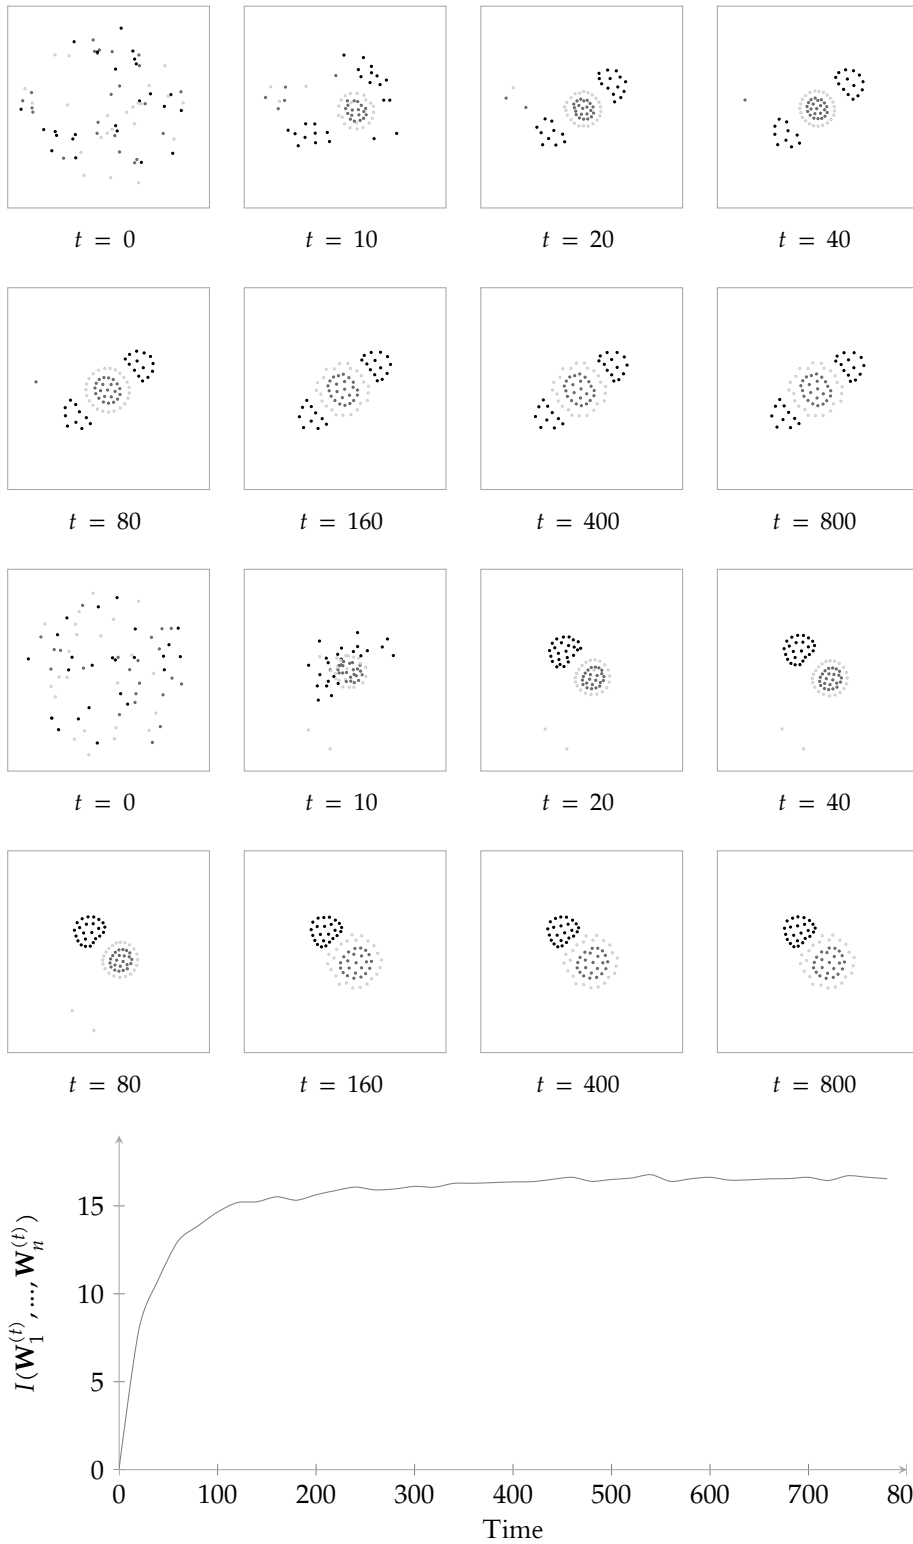 t = 0 t = 10 t = 20 t = 40
t = 80 t = 160 t = 400 t = 800
t = 0 t = 10 t = 20 t = 40
t = 80 t = 160 t = 400 t = 800
I(W₁⁽ᵗ⁾, ..., Wₙ⁽ᵗ⁾)
15
10
5
0
0 100 200 300 400 500 600 700 80
Time